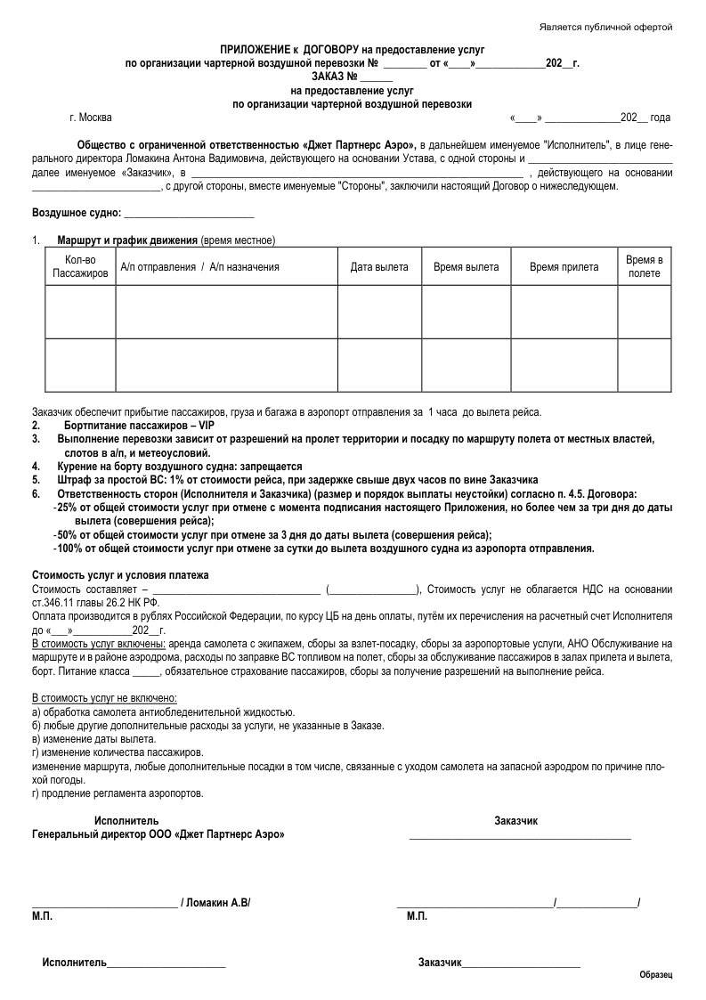 Является публичной офертой
ПРИЛОЖЕНИЕ к ДОГОВОРУ на предоставление услуг
по организации чартерной воздушной перевозки № ________ от «____»_____________202__г.
ЗАКАЗ № ______
на предоставление услуг
по организации чартерной воздушной перевозки
г. Москва «____» ______________202__ года
Общество с ограниченной ответственностью «Джет Партнерс Аэро», в дальнейшем именуемое "Исполнитель", в лице гене-
рального директора Ломакина Антона Вадимовича, действующего на основании Устава, с одной стороны и ___________________________
далее именуемое «Заказчик», в ______________________________________________________________ , действующего на основании
________________________, с другой стороны, вместе именуемые "Стороны", заключили настоящий Договор о нижеследующем.
Воздушное судно: ________________________
1. Маршрут и график движения (время местное)
Кол-во Пассажиров А/п отправления / А/п назначения Дата вылета Время вылета Время прилета Время в полете
Заказчик обеспечит прибытие пассажиров, груза и багажа в аэропорт отправления за 1 часа до вылета рейса.
2. Бортпитание пассажиров – VIP
3. Выполнение перевозки зависит от разрешений на пролет территории и посадку по маршруту полета от местных властей,
слотов в а/п, и метеоусловий.
4. Курение на борту воздушного судна: запрещается
5. Штраф за простой ВС: 1% от стоимости рейса, при задержке свыше двух часов по вине Заказчика
6. Ответственность сторон (Исполнителя и Заказчика) (размер и порядок выплаты неустойки) согласно п. 4.5. Договора:
-25% от общей стоимости услуг при отмене с момента подписания настоящего Приложения, но более чем за три дня до даты
вылета (совершения рейса);
-50% от общей стоимости услуг при отмене за 3 дня до даты вылета (совершения рейса);
-100% от общей стоимости услуг при отмене за сутки до вылета воздушного судна из аэропорта отправления.
Стоимость услуг и условия платежа
Стоимость составляет – _______________________________ (________________), Стоимость услуг не облагается НДС на основании
ст.346.11 главы 26.2 НК РФ.
Оплата производится в рублях Российской Федерации, по курсу ЦБ на день оплаты, путём их перечисления на расчетный счет Исполнителя
до «___»___________202__г.
В стоимость услуг включены: аренда самолета с экипажем, сборы за взлет-посадку, сборы за аэропортовые услуги, АНО Обслуживание на
маршруте и в районе аэродрома, расходы по заправке ВС топливом на полет, сборы за обслуживание пассажиров в залах прилета и вылета,
борт. Питание класса _____, обязательное страхование пассажиров, сборы за получение разрешений на выполнение рейса.
В стоимость услуг не включено:
а) обработка самолета антиобледенительной жидкостью.
б) любые другие дополнительные расходы за услуги, не указанные в Заказе.
в) изменение даты вылета.
г) изменение количества пассажиров.
изменение маршрута, любые дополнительные посадки в том числе, связанные с уходом самолета на запасной аэродром по причине пло-
хой погоды.
г) продление регламента аэропортов.
Исполнитель Заказчик
Генеральный директор ООО «Джет Партнерс Аэро» _________________________________________
___________________________ / Ломакин А.В/ _____________________________/_______________/
М.П. М.П.
Исполнитель______________________ Заказчик______________________
Образец